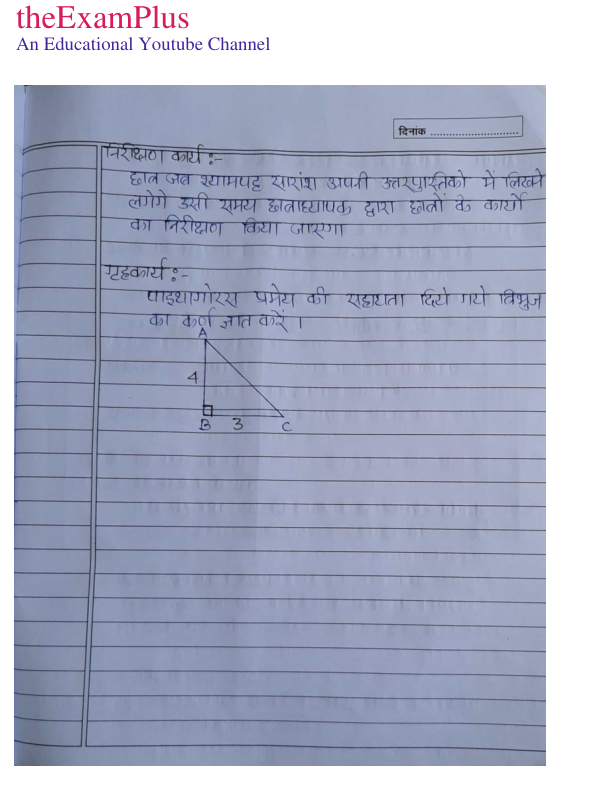 theExamPlus
An Educational Youtube Channel
दिनांक ............................
निरीक्षण कार्य :-
छात्र जब श्यामपट्ट सारांश अपनी उत्तरपुस्तिको में लिखने
लगेगे उसी समय छात्राध्यापक द्वारा छात्रों के कार्यो
का निरीक्षण किया जाएगा
गृहकार्य :-
पाइथागोरस प्रमेय की सहायता दिये गये त्रिभुज
का कर्ण ज्ञात करें ।
A
4
B 3 C